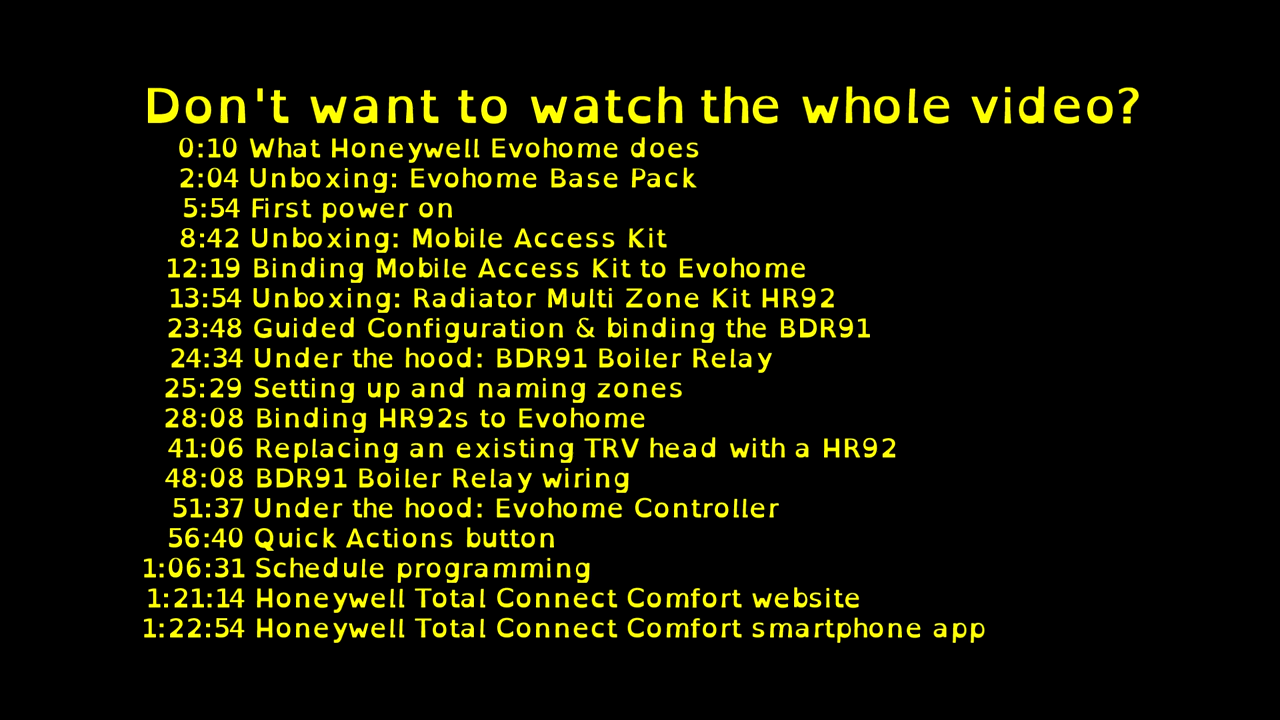 Don't want to watch the whole video?
0:10 What Honeywell Evohome does
2:04 Unboxing: Evohome Base Pack
5:54 First power on
8:42 Unboxing: Mobile Access Kit
12:19 Binding Mobile Access Kit to Evohome
13:54 Unboxing: Radiator Multi Zone Kit HR92
23:48 Guided Configuration & binding the BDR91
24:34 Under the hood: BDR91 Boiler Relay
25:29 Setting up and naming zones
28:08 Binding HR92s to Evohome
41:06 Replacing an existing TRV head with a HR92
48:08 BDR91 Boiler Relay wiring
51:37 Under the hood: Evohome Controller
56:40 Quick Actions button
1:06:31 Schedule programming
1:21:14 Honeywell Total Connect Comfort website
1:22:54 Honeywell Total Connect Comfort smartphone app